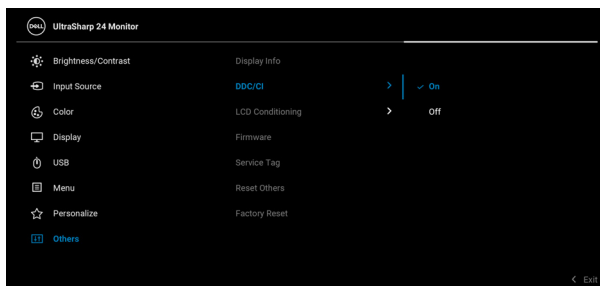 DELL UltraSharp 24 Monitor
Brightness/Contrast Display Info
Input Source DDC/CI On
Color LCD Conditioning Off
Display Firmware
USB Service Tag
Menu Reset Others
Personalize Factory Reset
Others
Exit